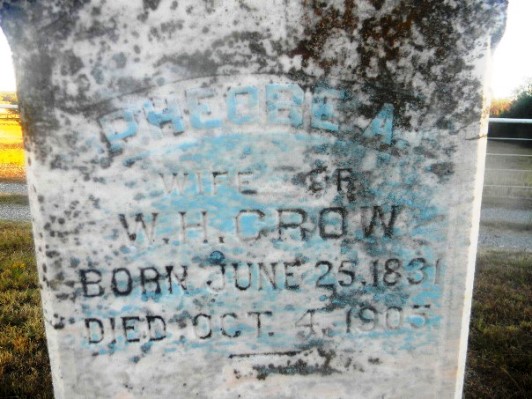 PHEOBE A.
WIFE OF
W. H. CROW
BORN JUNE 25, 1831
DIED OCT. 4, 1905